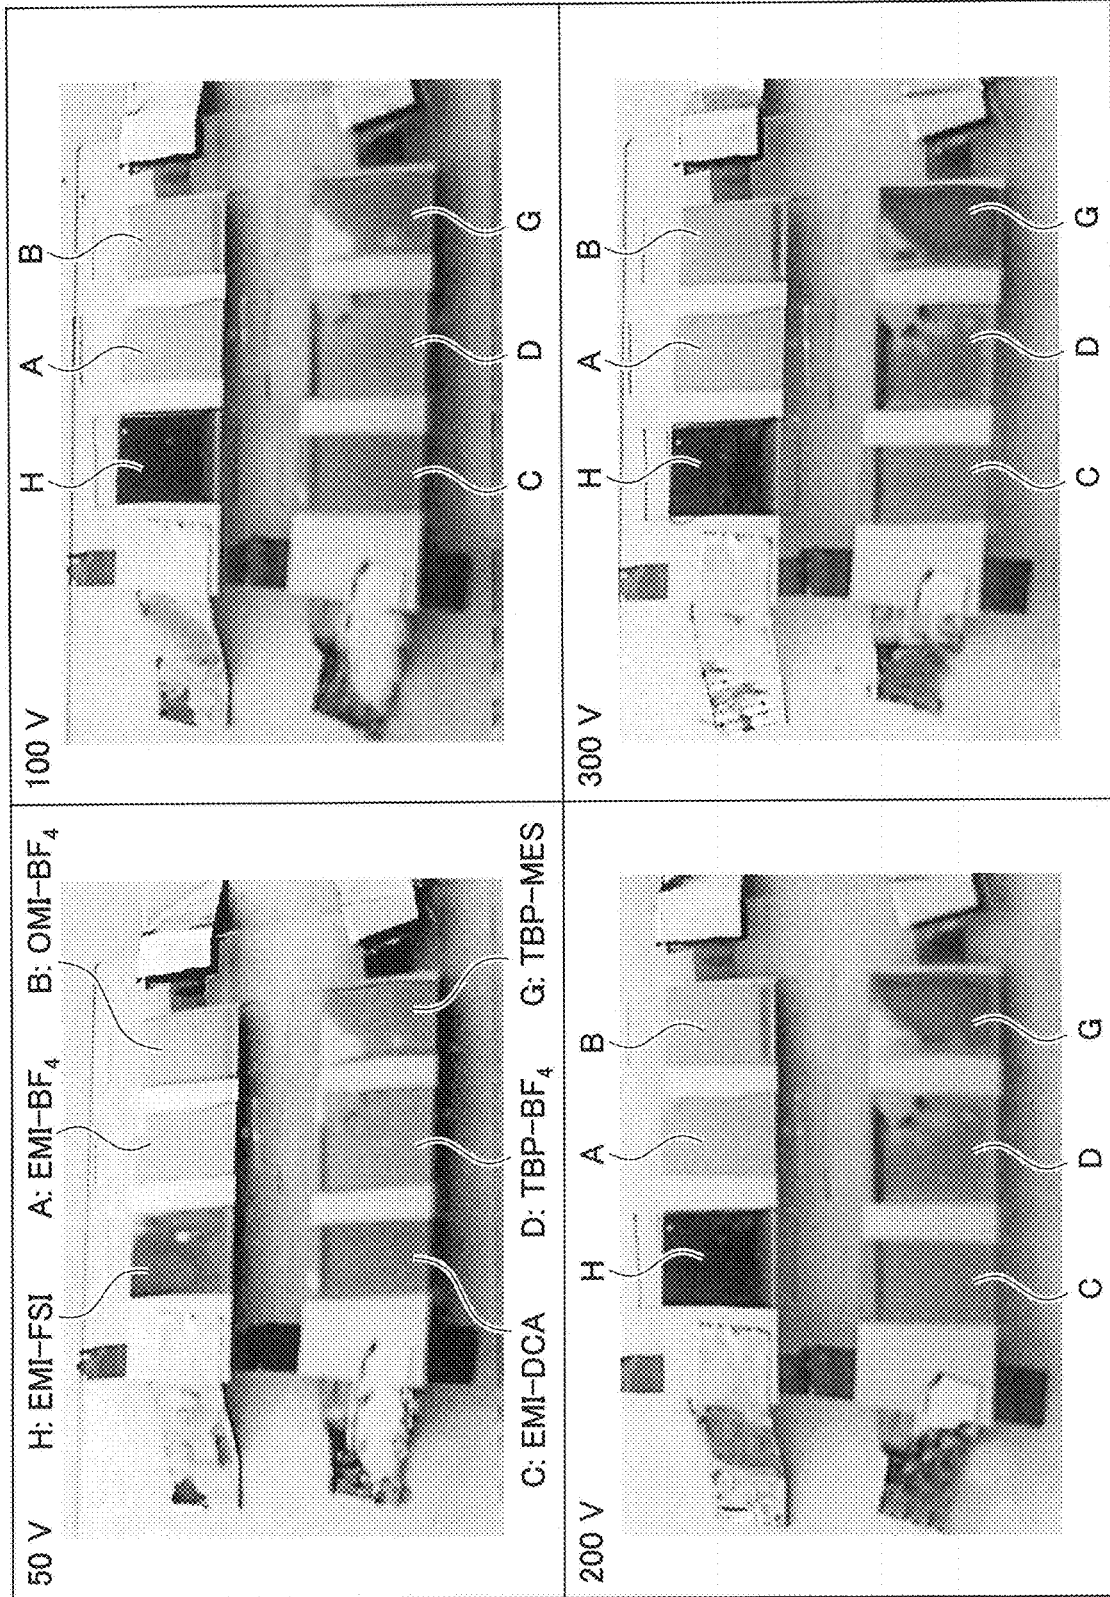 50 V
H: EMI-FSI A: EMI-BF4 B: OMI-BF4
C: EMI-DCA D: TBP-BF4 G: TBP-MES
100 V
H A B
C D G
200 V
H A B
C D G
300 V
H A B
C D G